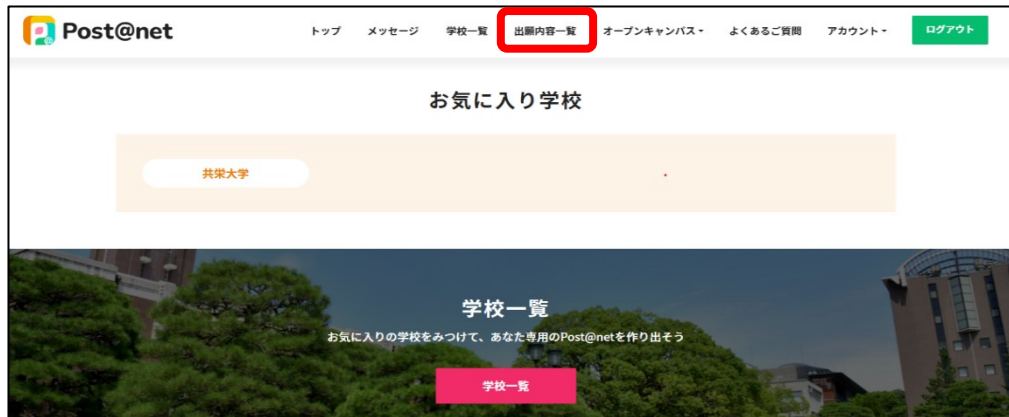 Post@net
トップ メッセージ 学校一覧 出願内容一覧 オープンキャンパス よくあるご質問 アカウント ログアウト
お気に入り学校
共栄大学
学校一覧
お気に入りの学校をみつけて、あなた専用のPost@netを作り出そう
学校一覧